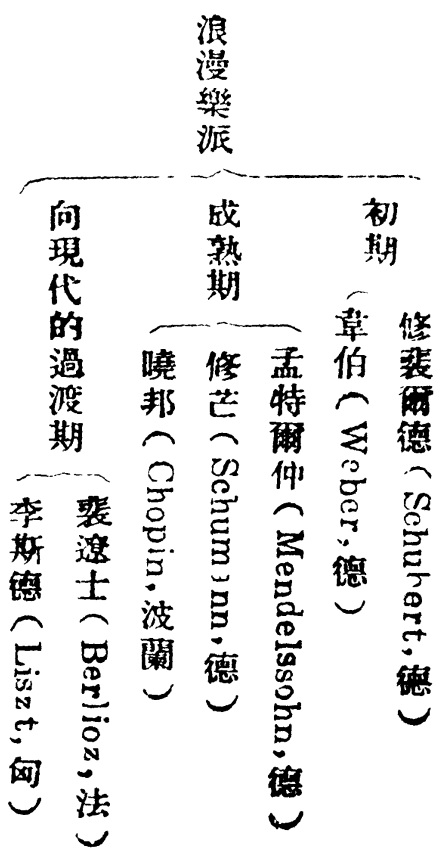 浪漫樂派
初期
修裴爾德(Schubert,德)
韋伯(Weber,德)
成熟期
孟特爾仲(Mendelssohn,德)
修芒(Schumann,德)
曉邦(Chopin,波蘭)
向現代的過渡期
裴遼士(Berlioz,法)
李斯德(Liszt,匈)